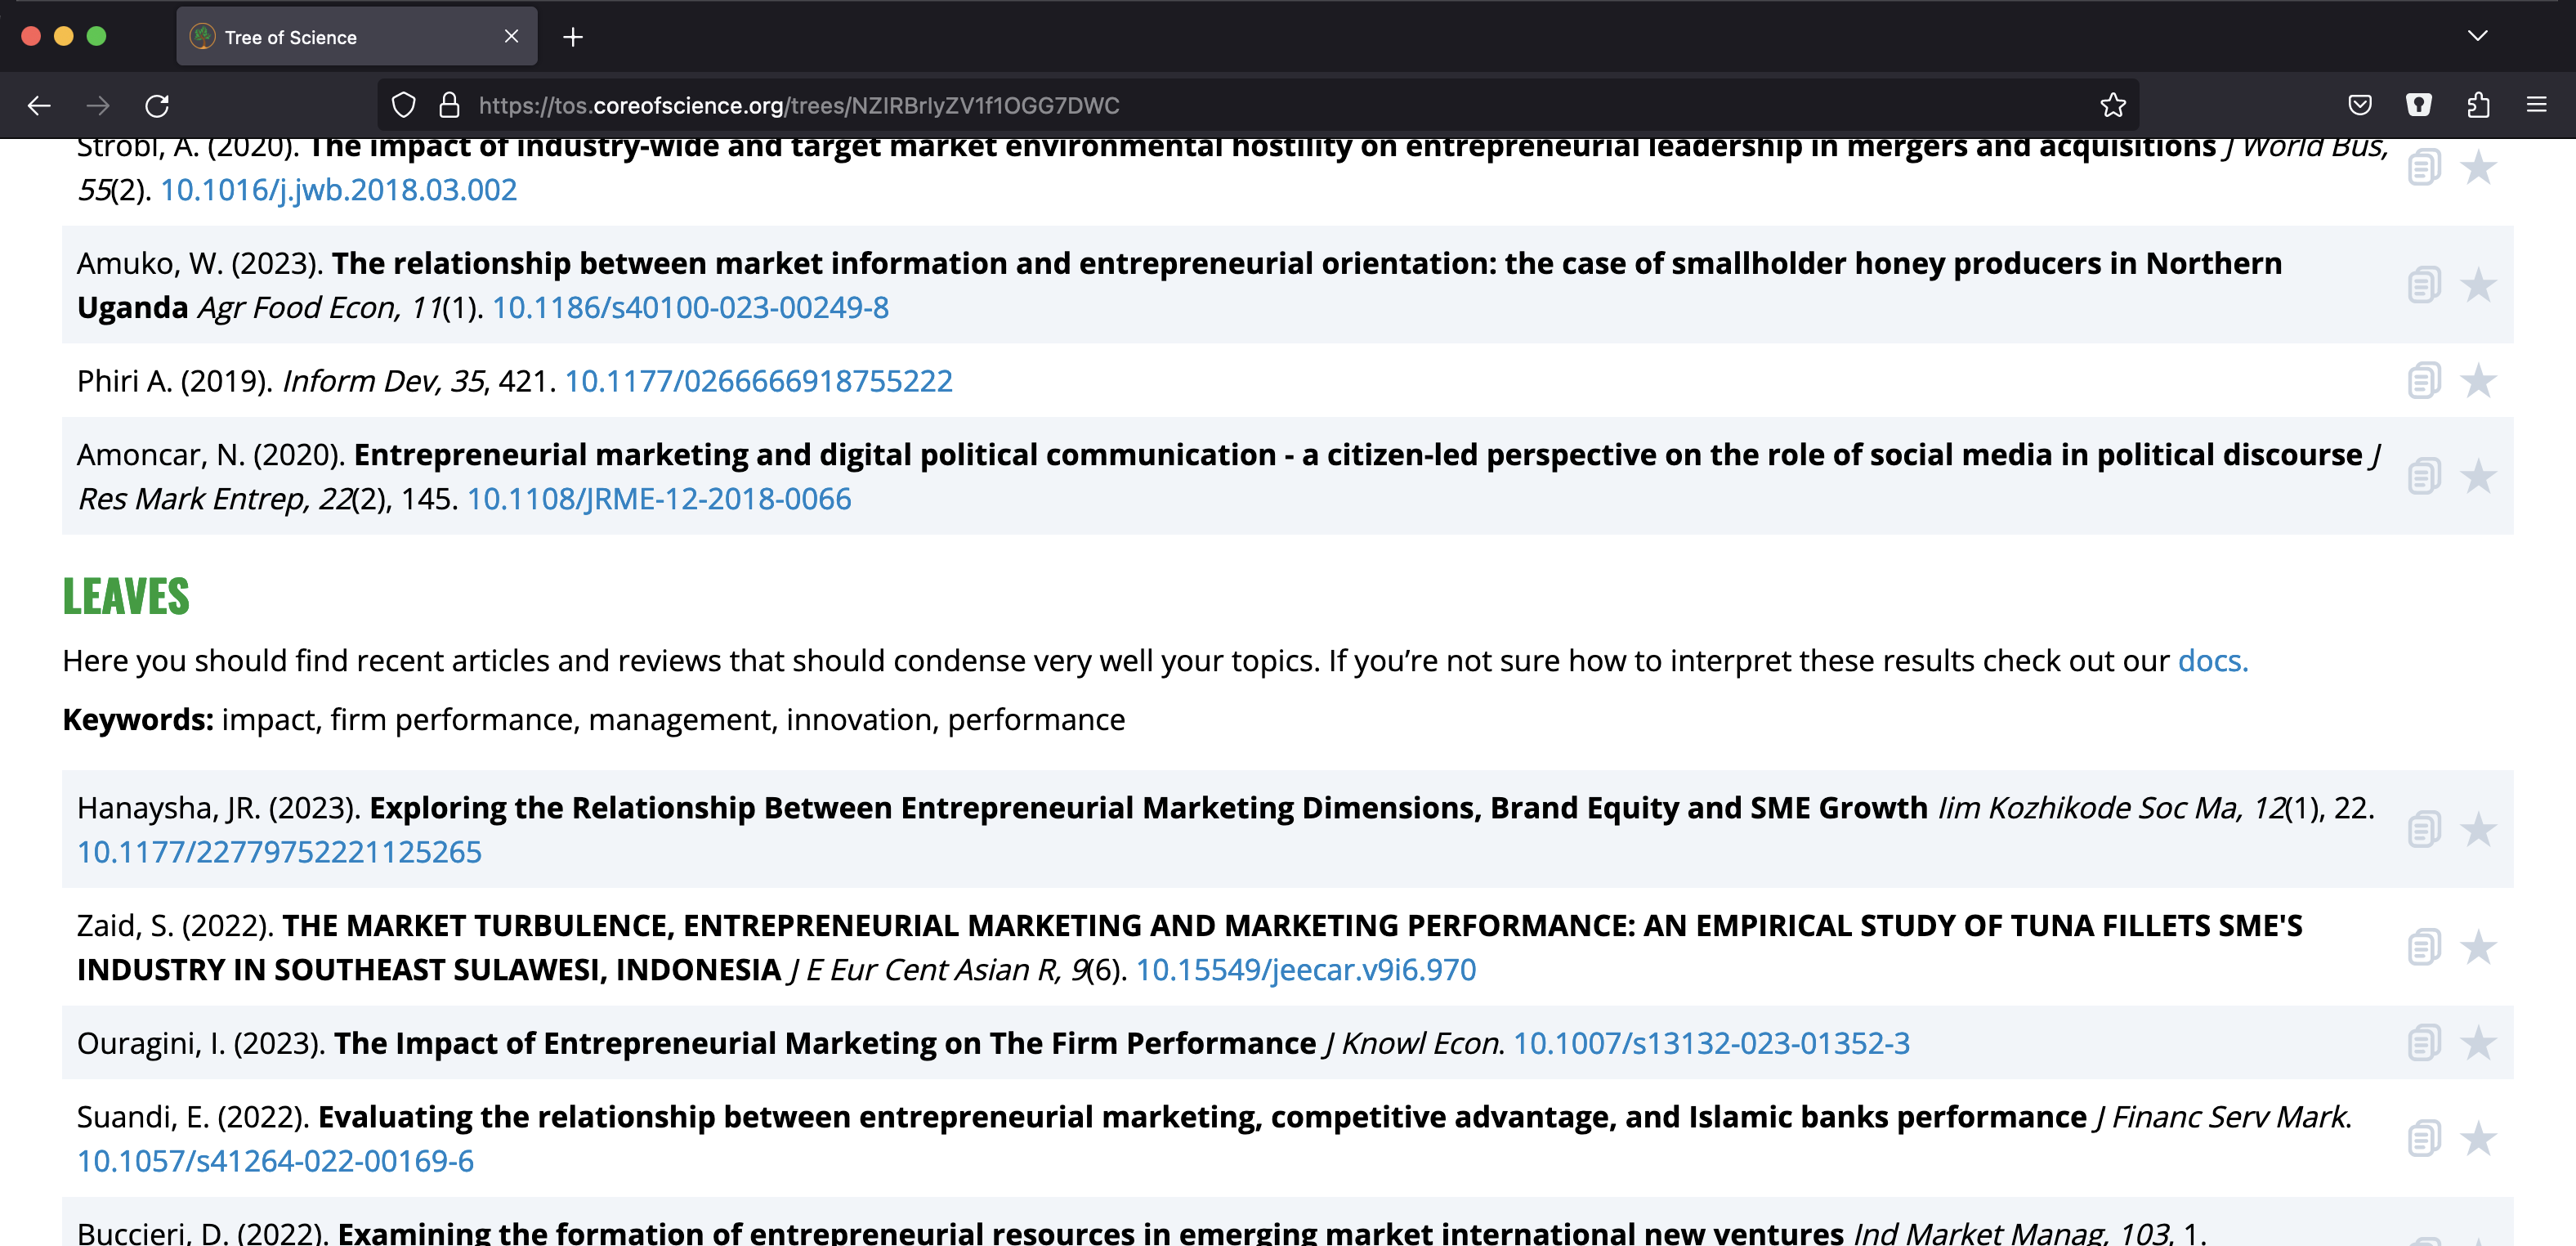 Tree of Science
https://tos.coreofscience.org/trees/NZIRBrIyZV1f1OGG7DWC
Strobl, A. (2020). The impact of industry-wide and target market environmental hostility on entrepreneurial leadership in mergers and acquisitions J World Bus,
55(2). 10.1016/j.jwb.2018.03.002
Amuko, W. (2023). The relationship between market information and entrepreneurial orientation: the case of smallholder honey producers in Northern
Uganda Agr Food Econ, 11(1). 10.1186/s40100-023-00249-8
Phiri A. (2019). Inform Dev, 35, 421. 10.1177/0266666918755222
Amoncar, N. (2020). Entrepreneurial marketing and digital political communication - a citizen-led perspective on the role of social media in political discourse J
Res Mark Entrep, 22(2), 145. 10.1108/JRME-12-2018-0066
LEAVES
Here you should find recent articles and reviews that should condense very well your topics. If you’re not sure how to interpret these results check out our docs.
Keywords: impact, firm performance, management, innovation, performance
Hanaysha, JR. (2023). Exploring the Relationship Between Entrepreneurial Marketing Dimensions, Brand Equity and SME Growth Iim Kozhikode Soc Ma, 12(1), 22.
10.1177/22779752221125265
Zaid, S. (2022). THE MARKET TURBULENCE, ENTREPRENEURIAL MARKETING AND MARKETING PERFORMANCE: AN EMPIRICAL STUDY OF TUNA FILLETS SME'S
INDUSTRY IN SOUTHEAST SULAWESI, INDONESIA J E Eur Cent Asian R, 9(6). 10.15549/jeecar.v9i6.970
Ouragini, I. (2023). The Impact of Entrepreneurial Marketing on The Firm Performance J Knowl Econ. 10.1007/s13132-023-01352-3
Suandi, E. (2022). Evaluating the relationship between entrepreneurial marketing, competitive advantage, and Islamic banks performance J Financ Serv Mark.
10.1057/s41264-022-00169-6
Buccieri, D. (2022). Examining the formation of entrepreneurial resources in emerging market international new ventures Ind Market Manag, 103, 1.